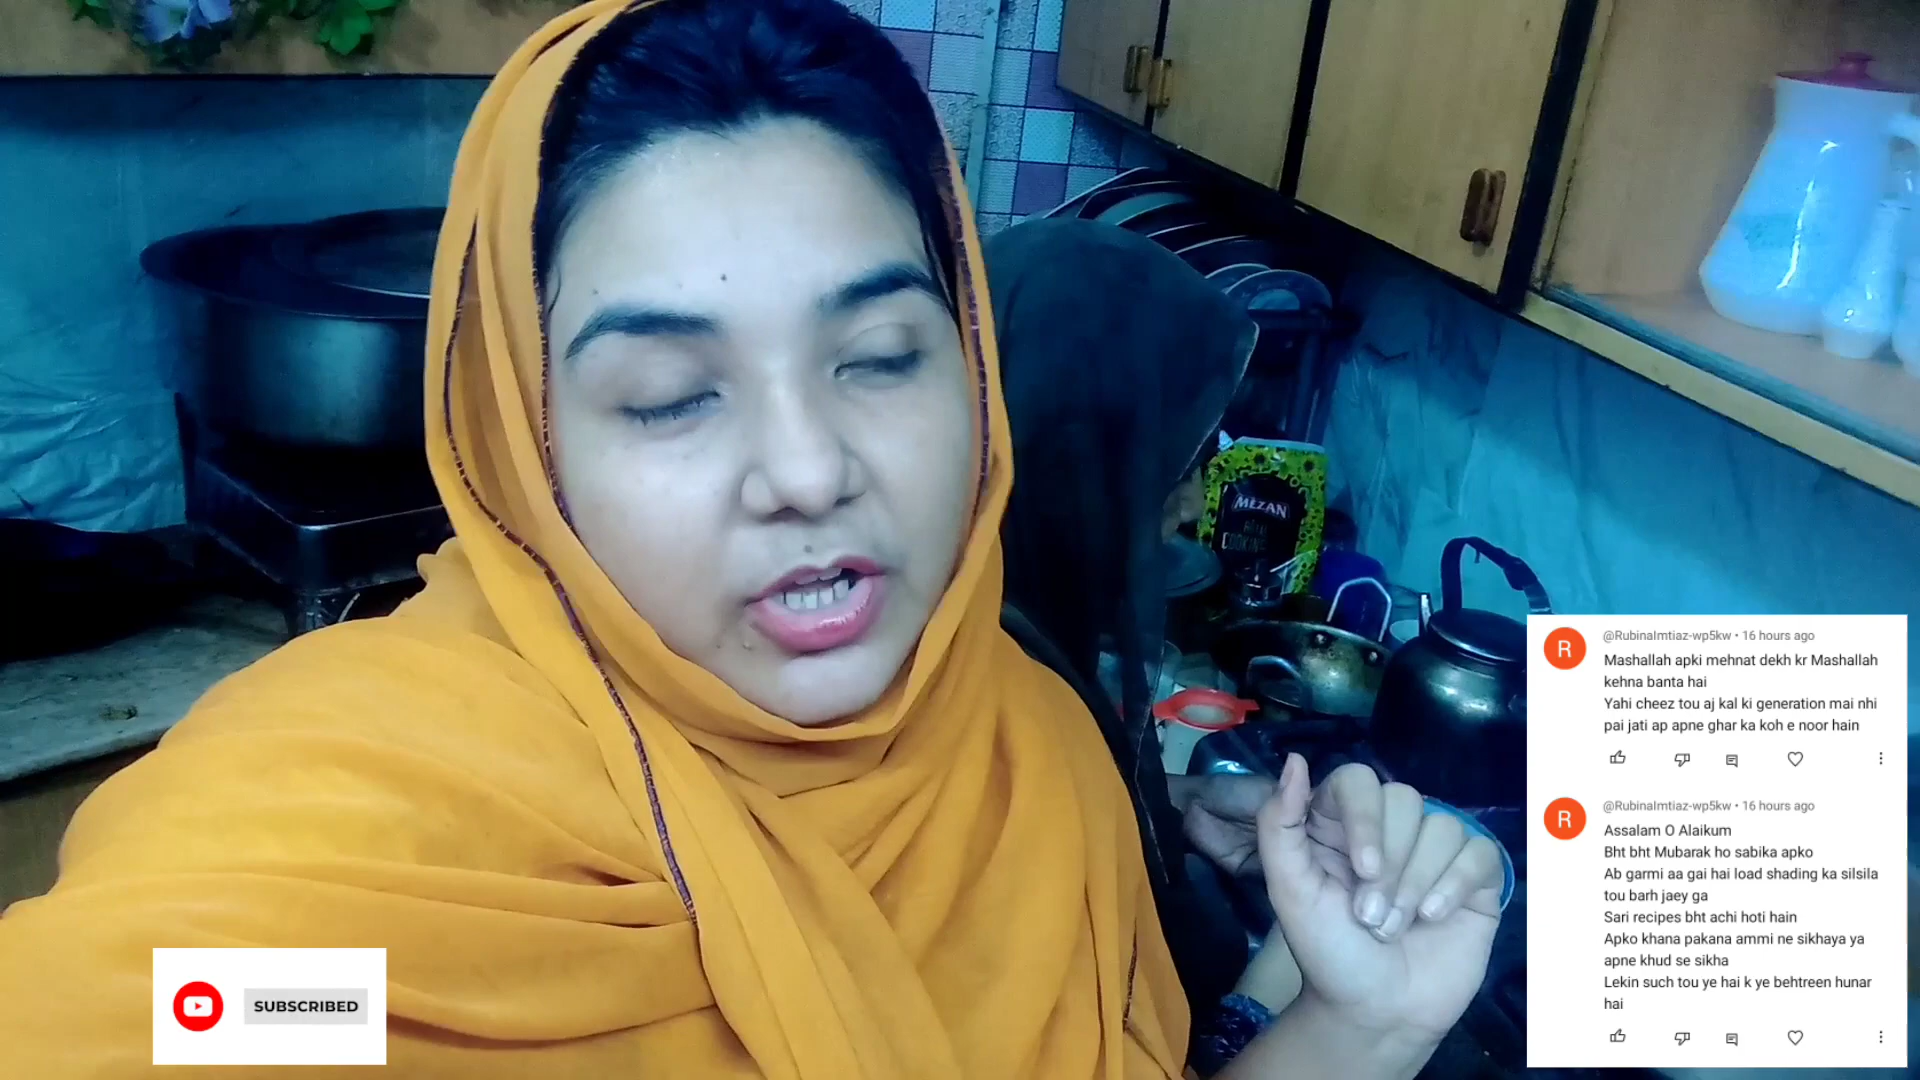 MEZAN
COOKING
@RubinaImtiaz-wp5kw • 16 hours ago
R
Mashallah apki mehnat dekh kr Mashallah
kehna banta hai
Yahi cheez tou aj kal ki generation mai nhi
pai jati ap apne ghar ka koh e noor hain
@RubinaImtiaz-wp5kw • 16 hours ago
R
Assalam O Alaikum
Bht bht Mubarak ho sabika apko
Ab garmi aa gai hai load shading ka silsila
tou barh jaey ga
Sari recipes bht achi hoti hain
Apko khana pakana ammi ne sikhaya ya
apne khud se sikha
Lekin such tou ye hai k ye behtreen hunar
hai
SUBSCRIBED